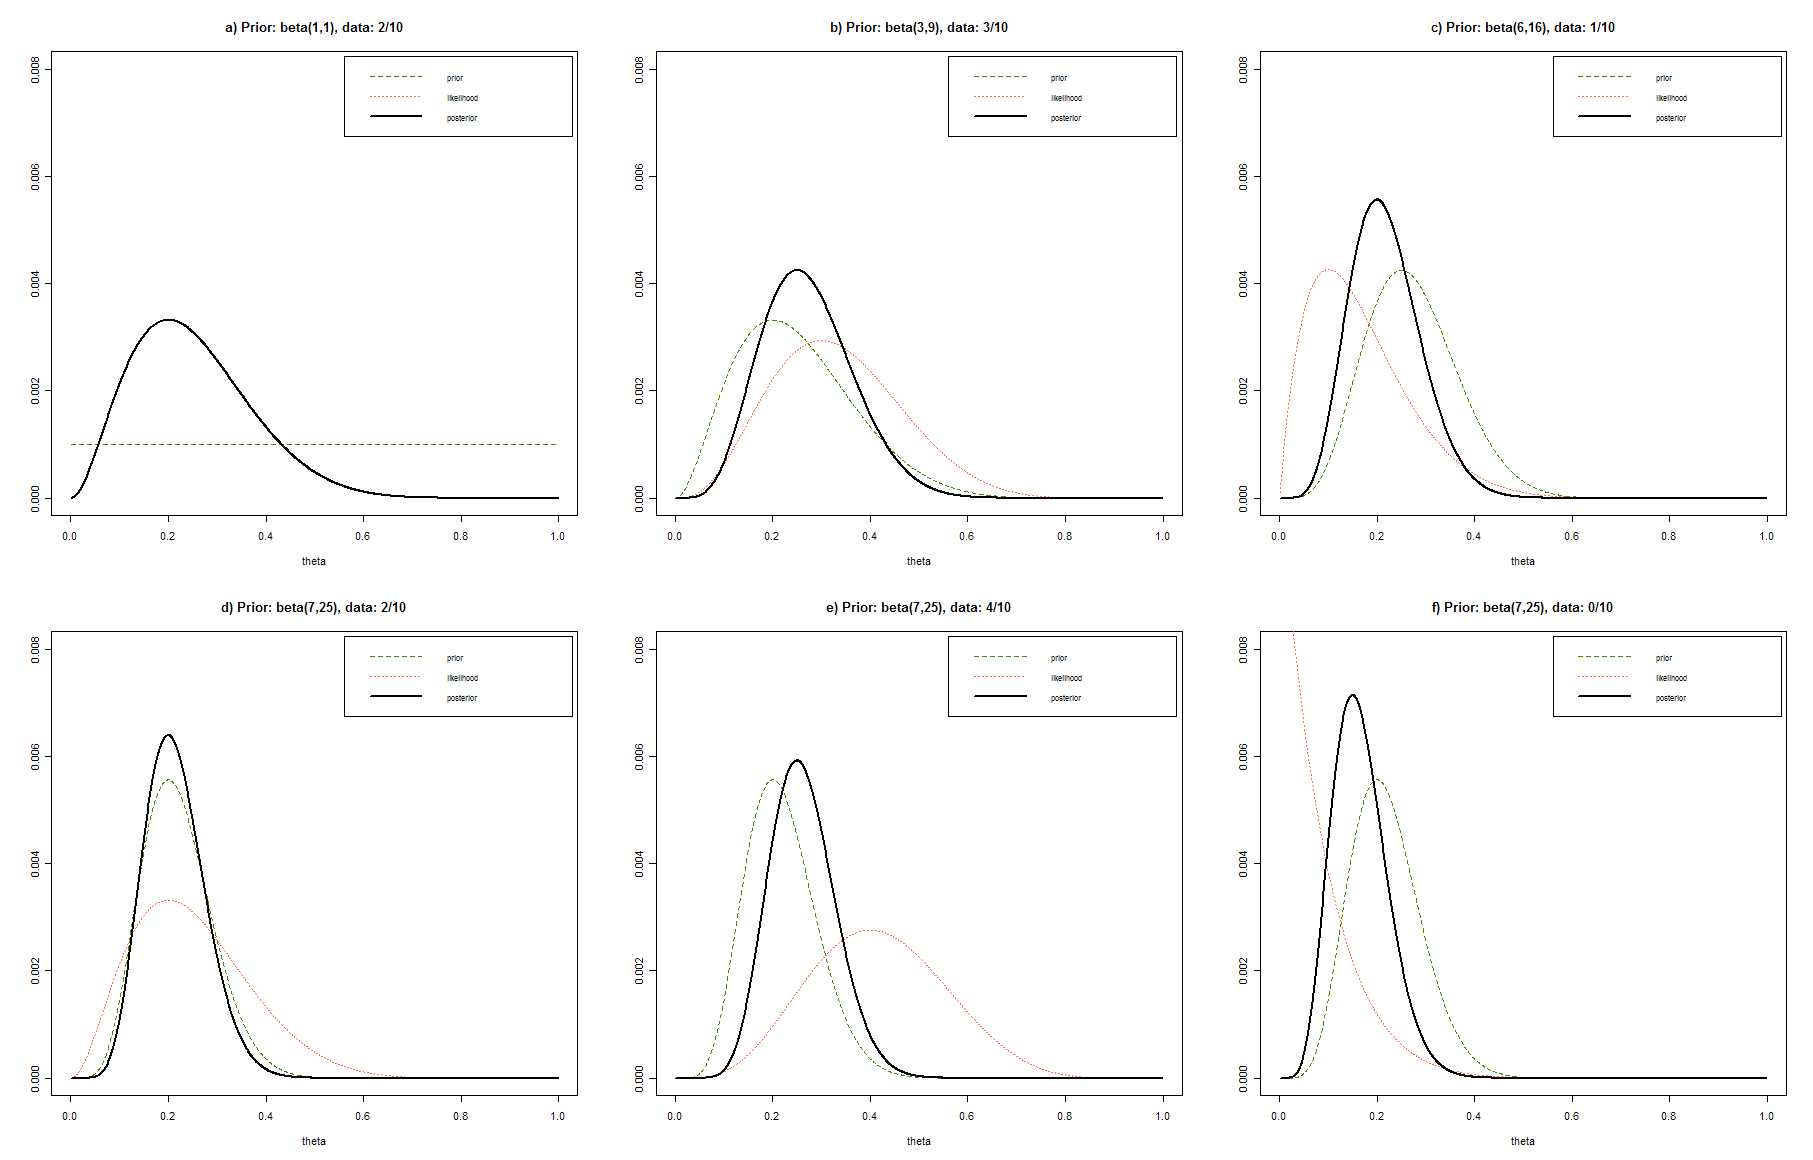 a) Prior: beta(1,1), data: 2/10
prior
likelihood
posterior
0.000 0.002 0.004 0.006 0.008
0.0 0.2 0.4 0.6 0.8 1.0
theta
b) Prior: beta(3,9), data: 3/10
prior
likelihood
posterior
0.000 0.002 0.004 0.006 0.008
0.0 0.2 0.4 0.6 0.8 1.0
theta
c) Prior: beta(6,16), data: 1/10
prior
likelihood
posterior
0.000 0.002 0.004 0.006 0.008
0.0 0.2 0.4 0.6 0.8 1.0
theta
d) Prior: beta(7,25), data: 2/10
prior
likelihood
posterior
0.000 0.002 0.004 0.006 0.008
0.0 0.2 0.4 0.6 0.8 1.0
theta
e) Prior: beta(7,25), data: 4/10
prior
likelihood
posterior
0.000 0.002 0.004 0.006 0.008
0.0 0.2 0.4 0.6 0.8 1.0
theta
f) Prior: beta(7,25), data: 0/10
prior
likelihood
posterior
0.000 0.002 0.004 0.006 0.008
0.0 0.2 0.4 0.6 0.8 1.0
theta